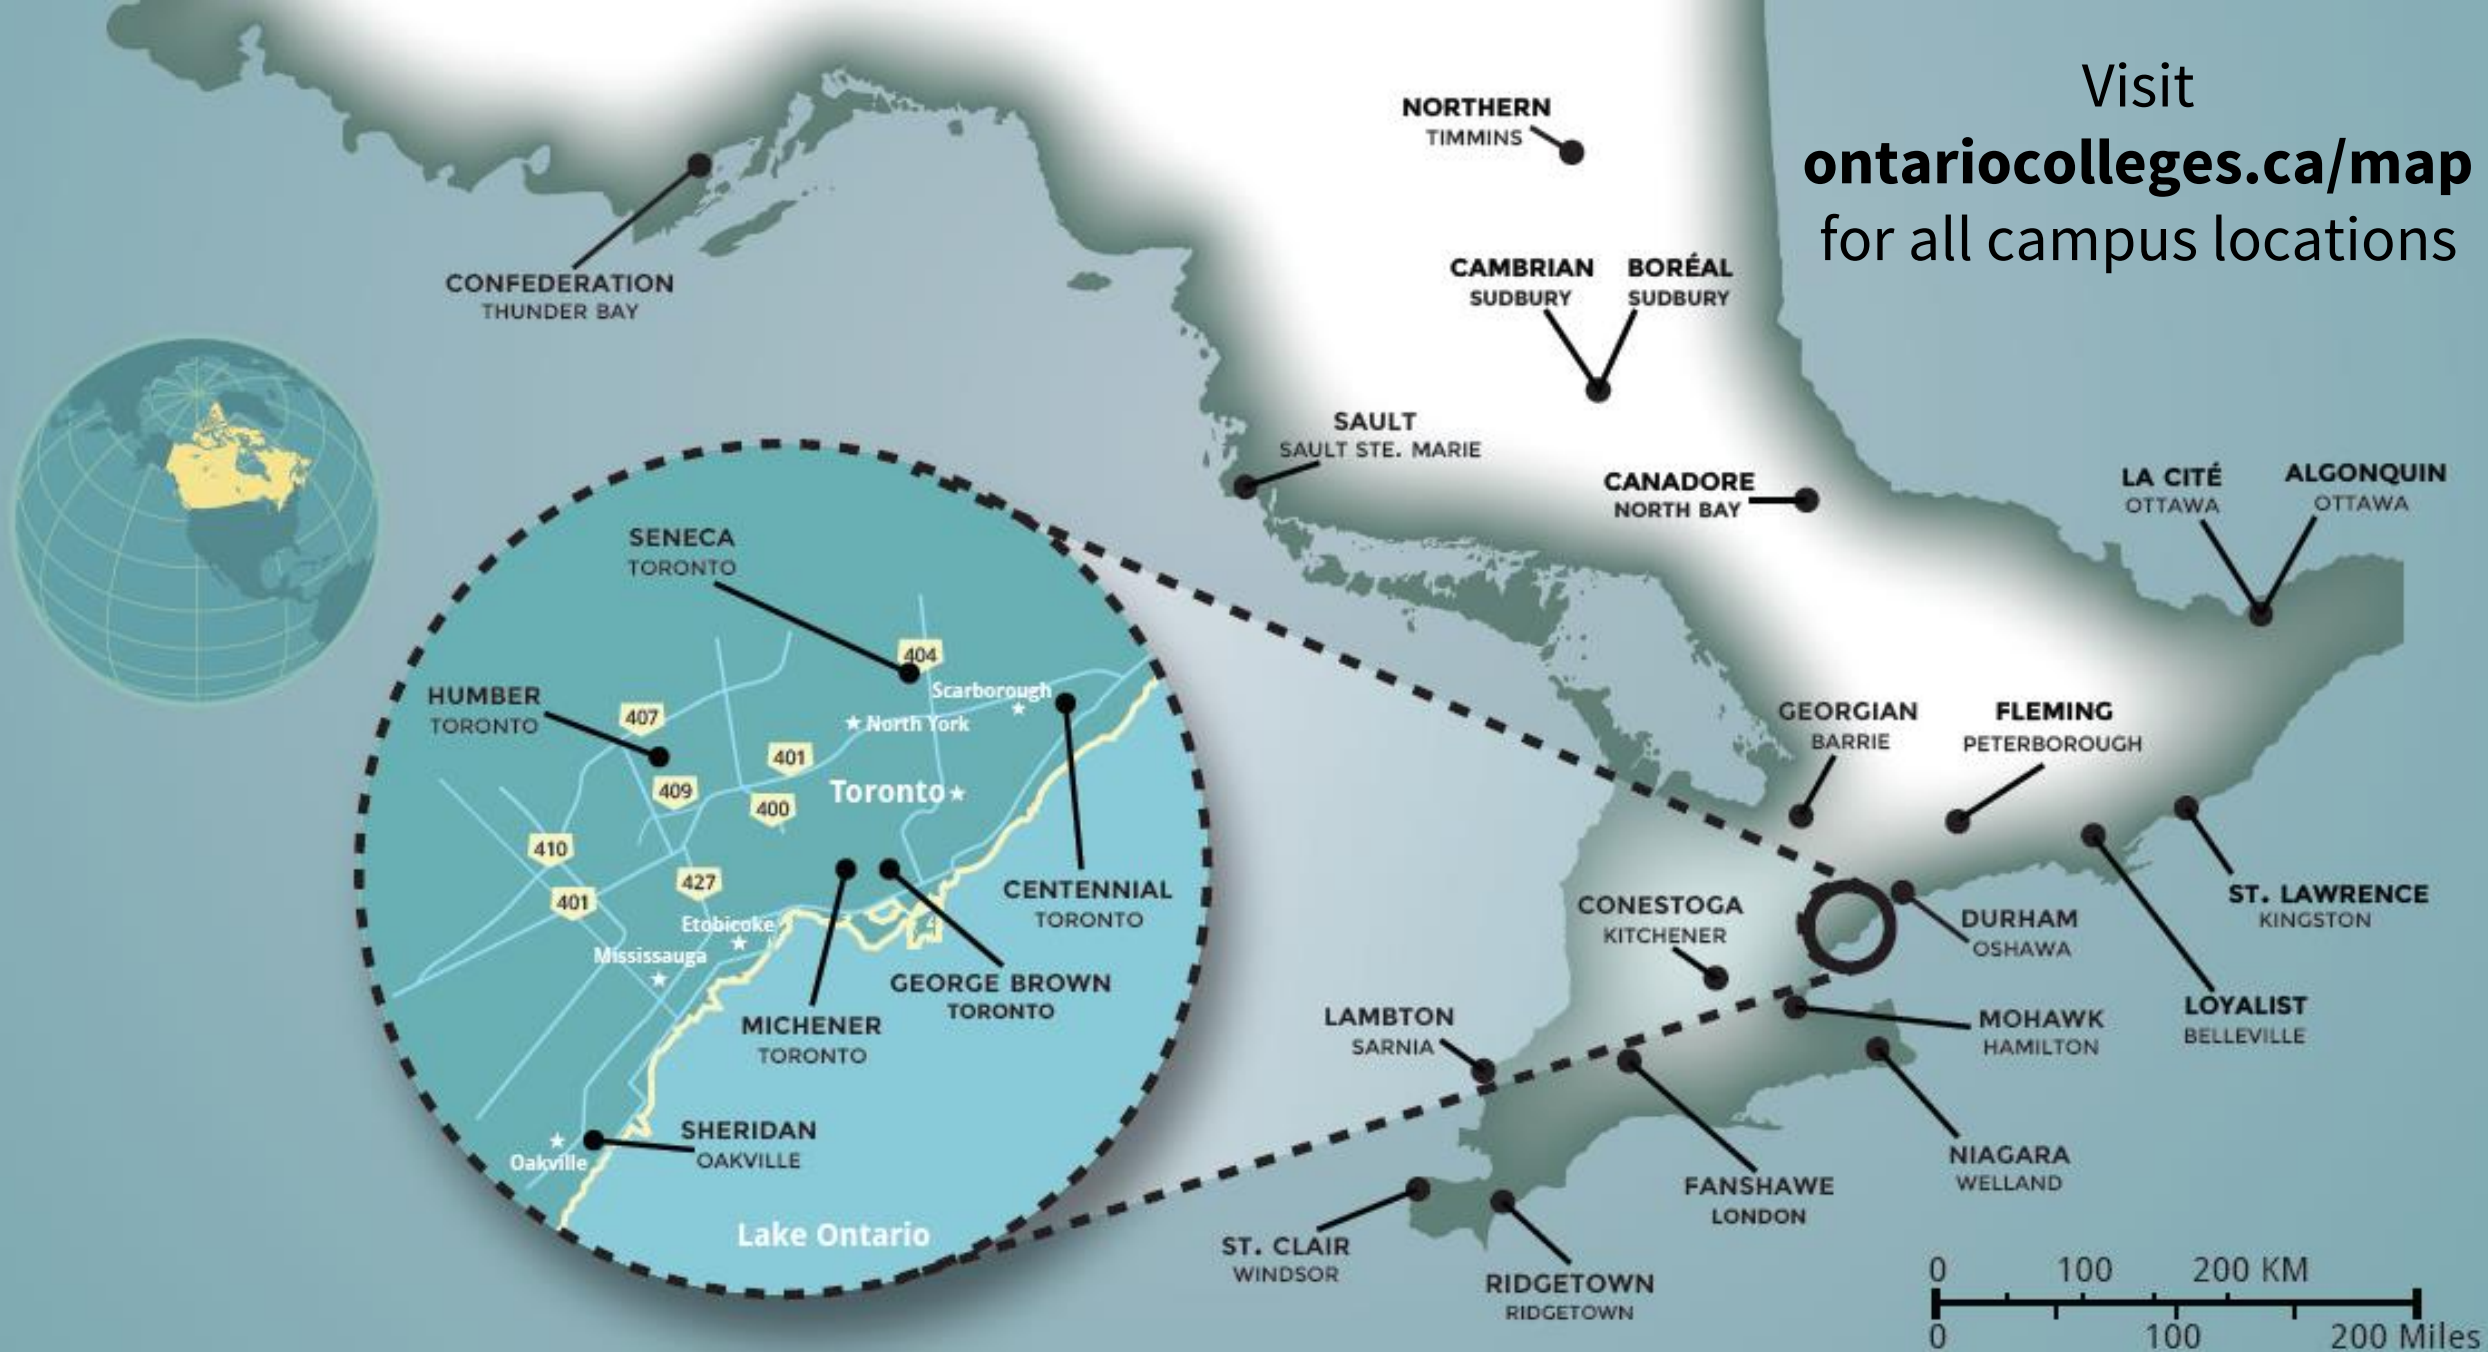 Visit
ontariocolleges.ca/map
for all campus locations
NORTHERN
TIMMINS
CONFEDERATION
THUNDER BAY
CAMBRIAN
SUDBURY
BORÉAL
SUDBURY
SAULT
SAULT STE. MARIE
CANADORE
NORTH BAY
LA CITÉ
OTTAWA
ALGONQUIN
OTTAWA
SENECA
TORONTO
404
Scarborough
HUMBER
TORONTO
407
North York
401
409
Toronto
400
410
401
427
Etobicoke
Mississauga
CENTENNIAL
TORONTO
GEORGE BROWN
TORONTO
MICHENER
TORONTO
SHERIDAN
OAKVILLE
Oakville
Lake Ontario
GEORGIAN
BARRIE
FLEMING
PETERBOROUGH
CONESTOGA
KITCHENER
DURHAM
OSHAWA
ST. LAWRENCE
KINGSTON
LOYALIST
BELLEVILLE
LAMBTON
SARNIA
MOHAWK
HAMILTON
NIAGARA
WELLAND
FANSHAWE
LONDON
ST. CLAIR
WINDSOR
RIDGETOWN
RIDGETOWN
0 100 200 KM
0 100 200 Miles